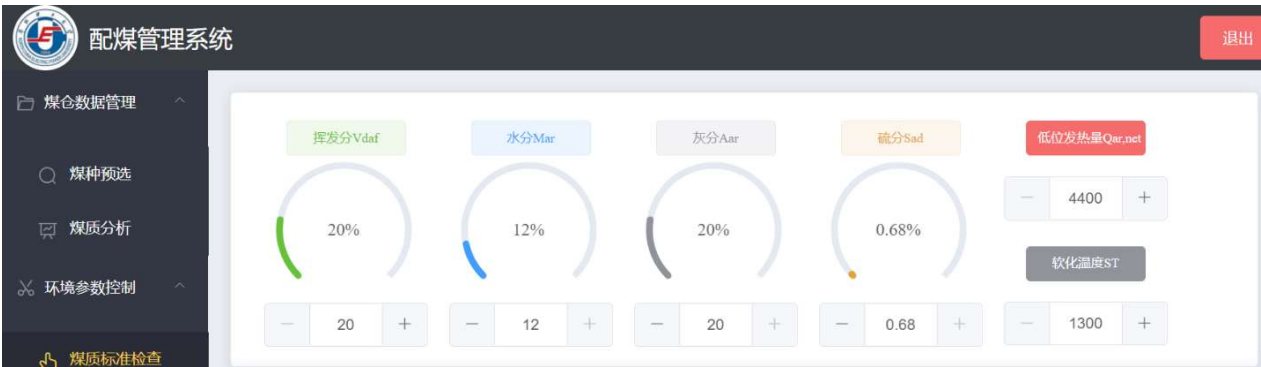 配煤管理系统
退出
煤仓数据管理
煤种预选
煤质分析
环境参数控制
煤质标准检查
挥发分Vdaf
水分Mar
灰分Aar
硫分Sad
低位发热量Qar,net
20%
12%
20%
0.68%
4400
软化温度ST
20
12
20
0.68
1300